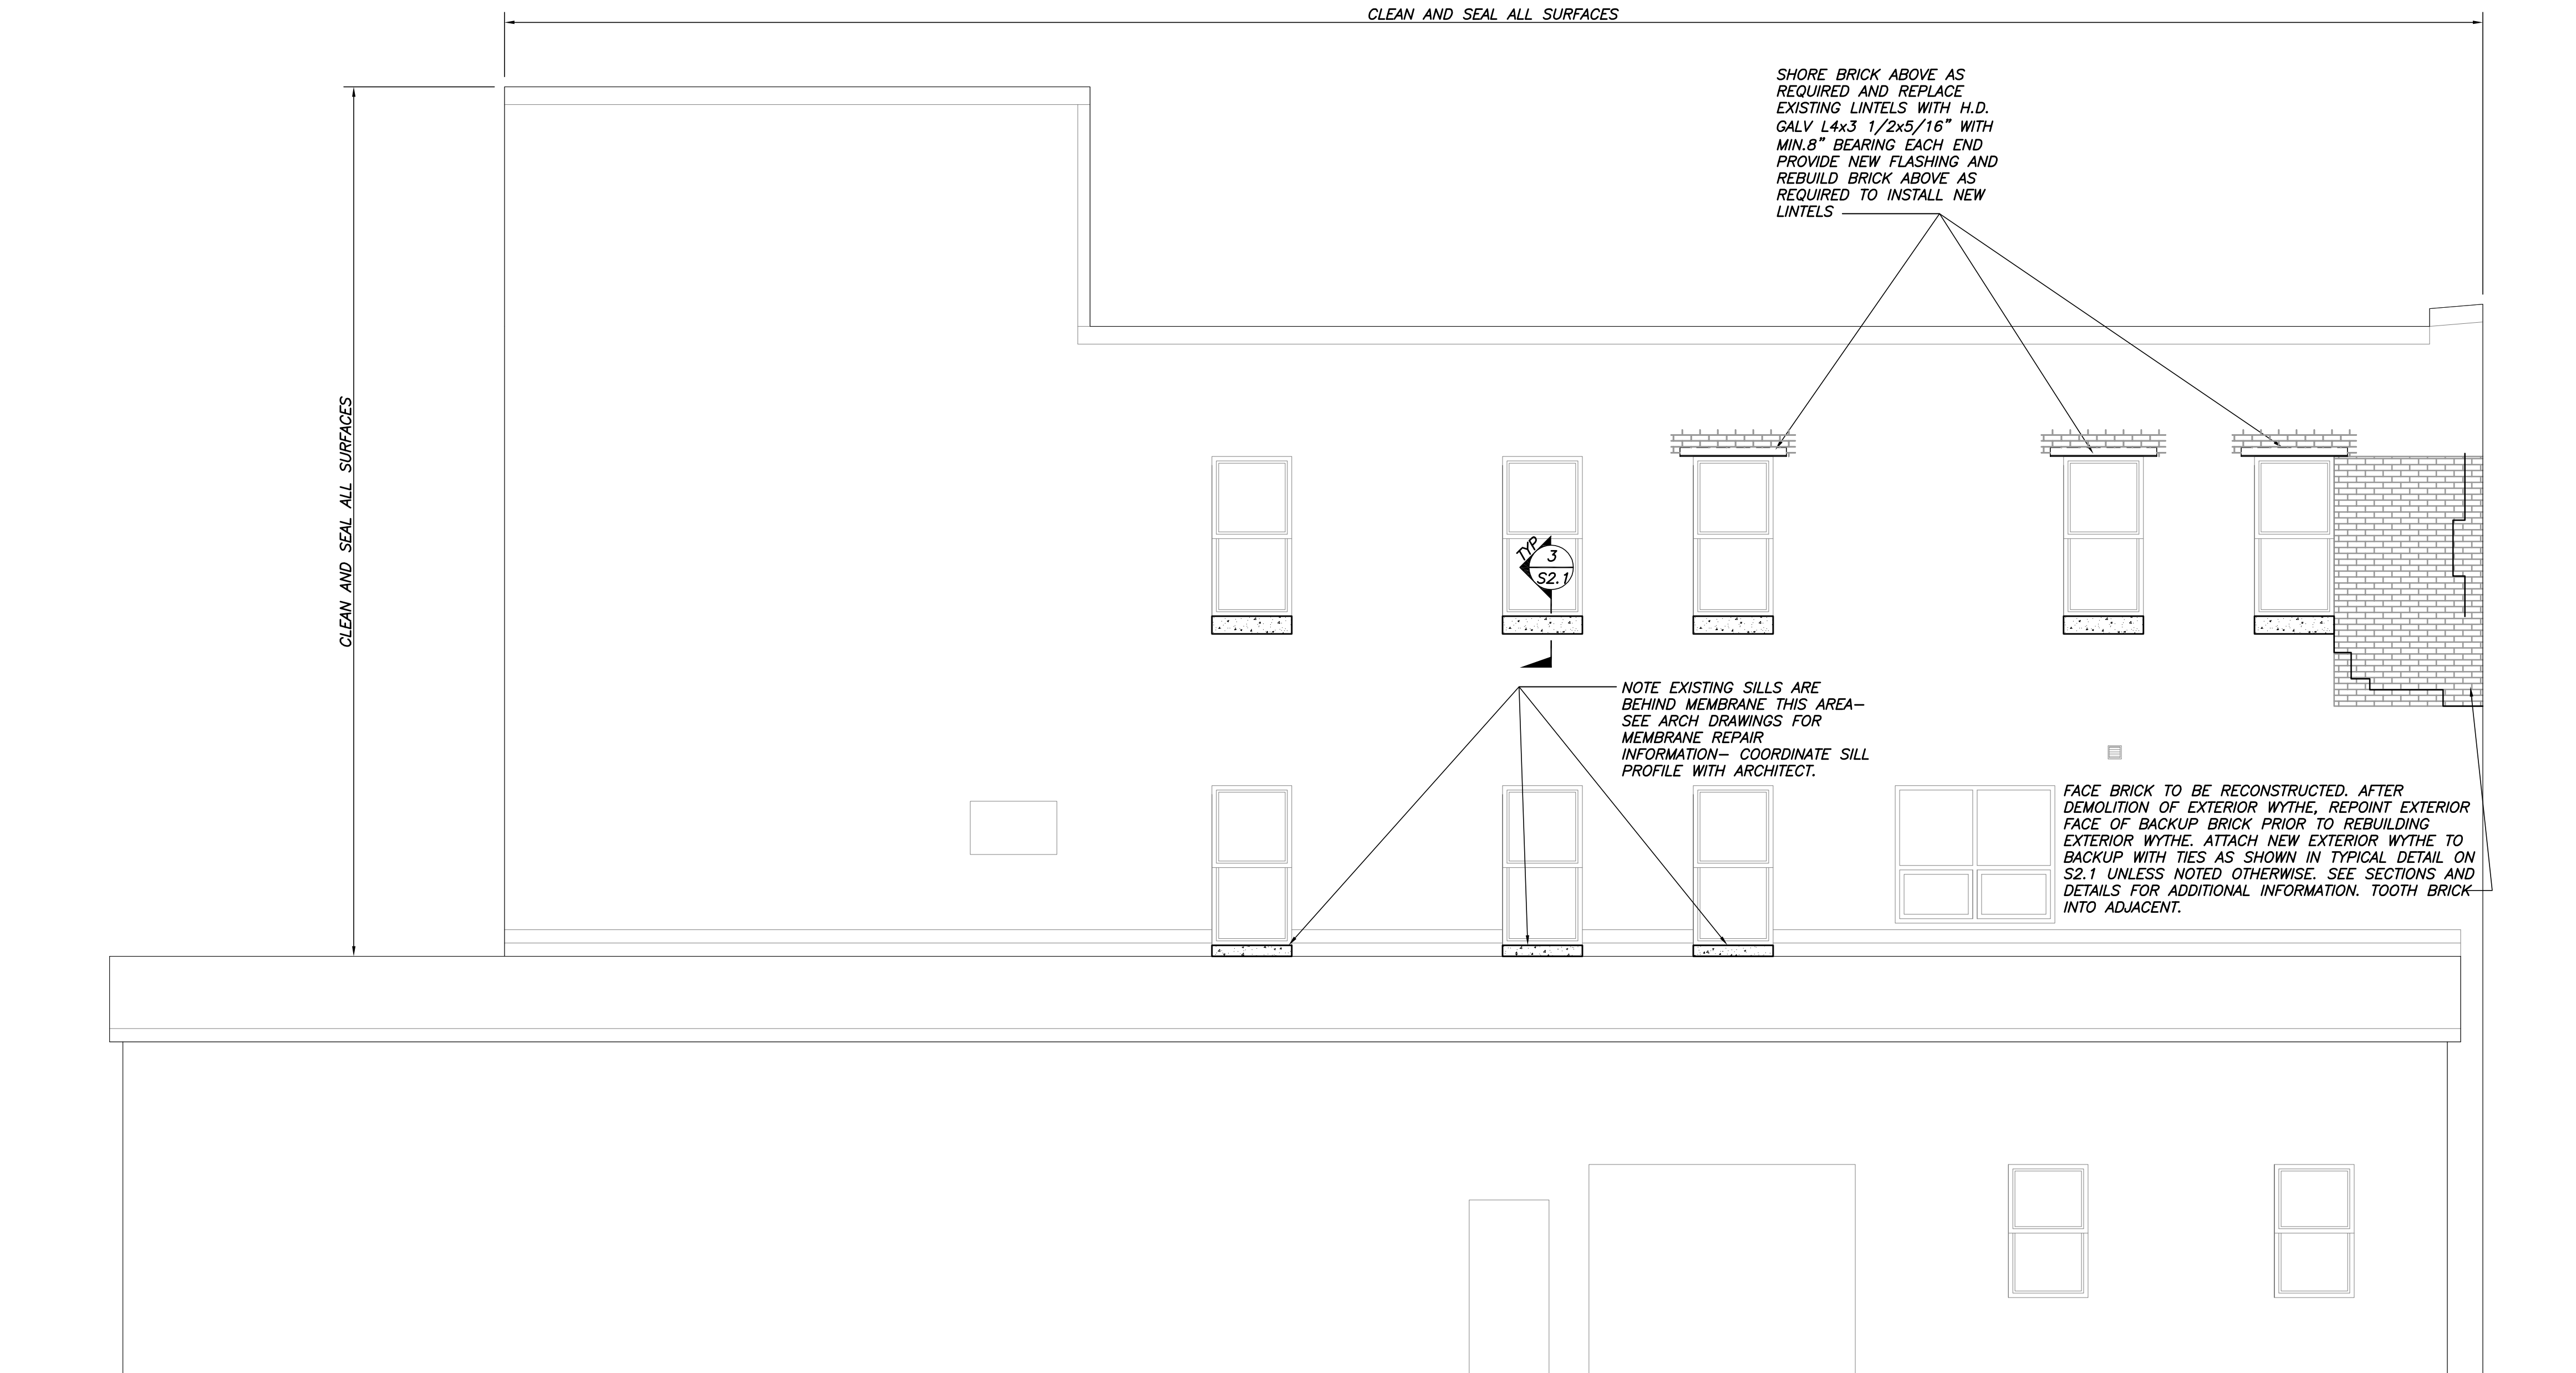 CLEAN AND SEAL ALL SURFACES
SHORE BRICK ABOVE AS
REQUIRED AND REPLACE
EXISTING LINTELS WITH H.D.
GALV L4x3 1/2x5/16" WITH
MIN.8" BEARING EACH END
PROVIDE NEW FLASHING AND
REBUILD BRICK ABOVE AS
REQUIRED TO INSTALL NEW
LINTELS
CLEAN AND SEAL ALL SURFACES
TYP
3
S2.1
NOTE EXISTING SILLS ARE
BEHIND MEMBRANE THIS AREA-
SEE ARCH DRAWINGS FOR
MEMBRANE REPAIR
INFORMATION- COORDINATE SILL
PROFILE WITH ARCHITECT.
FACE BRICK TO BE RECONSTRUCTED. AFTER
DEMOLITION OF EXTERIOR WYTHE, REPOINT EXTERIOR
FACE OF BACKUP BRICK PRIOR TO REBUILDING
EXTERIOR WYTHE. ATTACH NEW EXTERIOR WYTHE TO
BACKUP WITH TIES AS SHOWN IN TYPICAL DETAIL ON
S2.1 UNLESS NOTED OTHERWISE. SEE SECTIONS AND
DETAILS FOR ADDITIONAL INFORMATION. TOOTH BRICK
INTO ADJACENT.